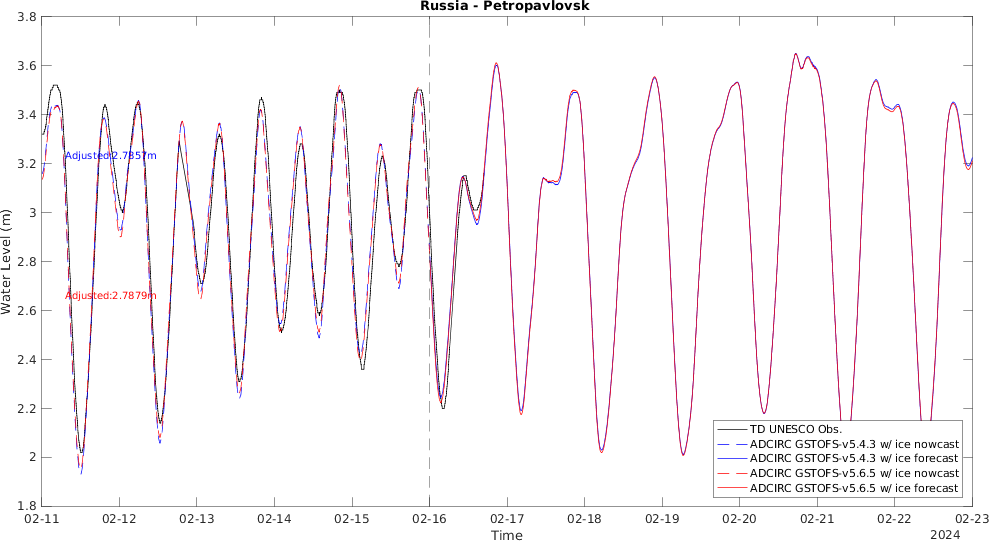 Russia - Petropavlovsk
3.8
3.6
3.4
3.2
3
2.8
2.6
2.4
2.2
2
1.8
Water Level (m)
Adjusted:2.7857m
Adjusted:2.7879m
TD UNESCO Obs.
ADCIRC GSTOFS-v5.4.3 w/ ice nowcast
ADCIRC GSTOFS-v5.4.3 w/ ice forecast
ADCIRC GSTOFS-v5.6.5 w/ ice nowcast
ADCIRC GSTOFS-v5.6.5 w/ ice forecast
02-11 02-12 02-13 02-14 02-15 02-16 02-17 02-18 02-19 02-20 02-21 02-22 02-23
Time
2024